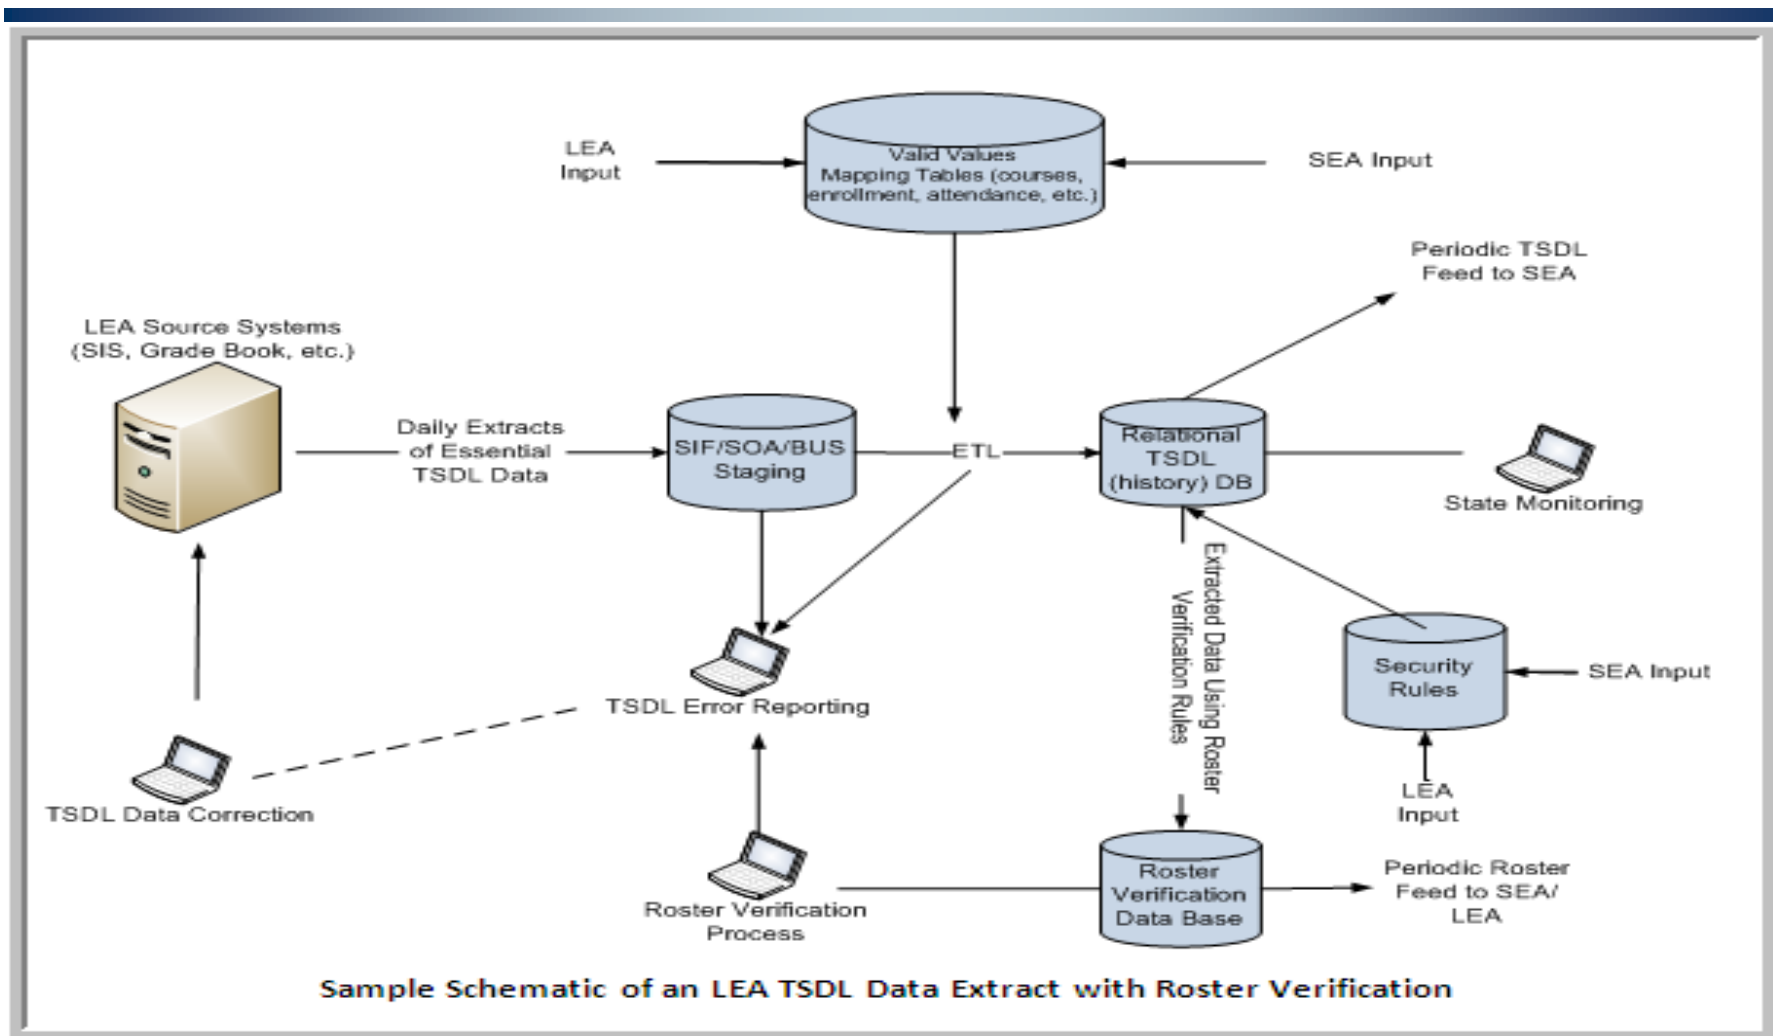 LEA
Input
Valid Values
Mapping Tables (courses,
enrollment, attendance, etc.)
SEA Input
Periodic TSDL
Feed to SEA
LEA Source Systems
(SIS, Grade Book, etc.)
Daily Extracts
of Essential
TSDL Data
SIF/SOA/BUS
Staging
ETL
Relational
TSDL
(history) DB
State Monitoring
Extracted Data Using Roster
Verification Rules
Security
Rules
SEA Input
LEA
Input
TSDL Error Reporting
TSDL Data Correction
Roster Verification
Process
Roster
Verification
Data Base
Periodic Roster
Feed to SEA/
LEA
Sample Schematic of an LEA TSDL Data Extract with Roster Verification